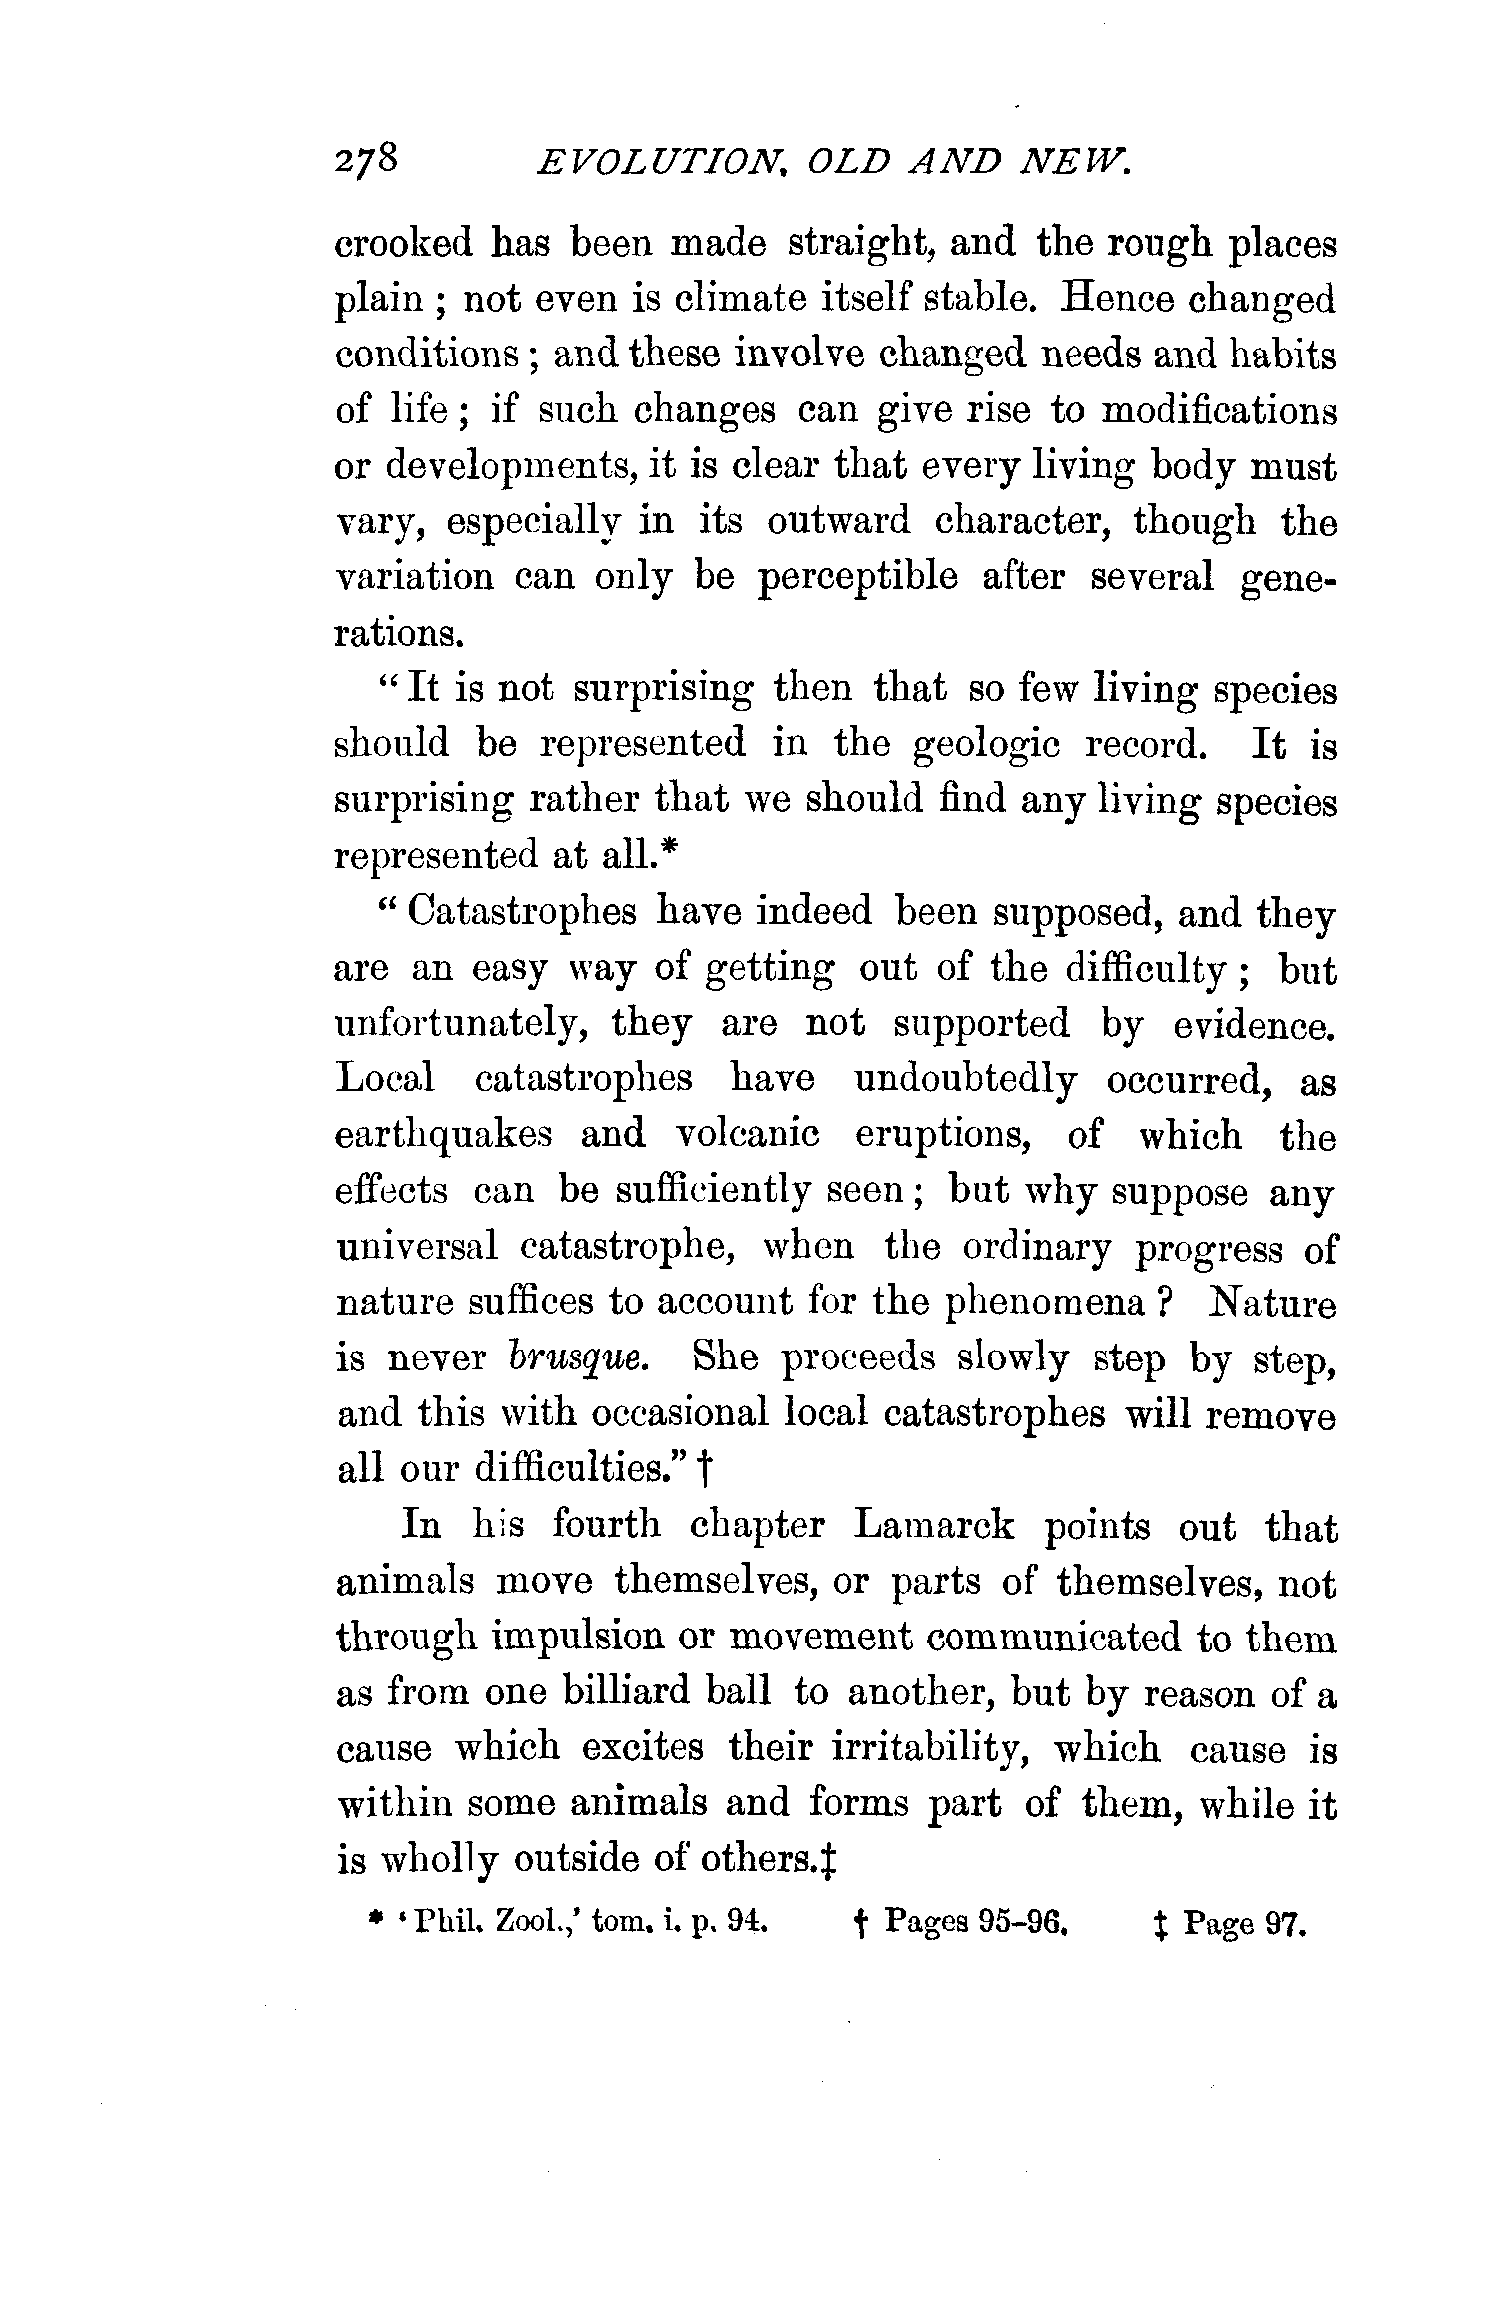 278 EVOLUTION, OLD AND NEW.
crooked has been made straight, and the rough places
plain ; not even is climate itself stable. Hence changed
conditions ; and these involve changed needs and habits
of life ; if such changes can give rise to modifications
or developments, it is clear that every living body must
vary, especially in its outward character, though the
variation can only be perceptible after several gene-
rations.
“ It is not surprising then that so few living species
should be represented in the geologic record. It is
surprising rather that we should find any living species
represented at all.*
“ Catastrophes have indeed been supposed, and they
are an easy way of getting out of the difficulty ; but
unfortunately, they are not supported by evidence.
Local catastrophes have undoubtedly occurred, as
earthquakes and volcanic eruptions, of which the
effects can be sufficiently seen ; but why suppose any
universal catastrophe, when the ordinary progress of
nature suffices to account for the phenomena ? Nature
is never brusque. She proceeds slowly step by step,
and this with occasional local catastrophes will remove
all our difficulties.” †
In his fourth chapter Lamarck points out that
animals move themselves, or parts of themselves, not
through impulsion or movement communicated to them
as from one billiard ball to another, but by reason of a
cause which excites their irritability, which cause is
within some animals and forms part of them, while it
is wholly outside of others.‡
* ‘ Phil. Zool.,’ tom. i. p. 94. † Pages 95–96. ‡ Page 97.